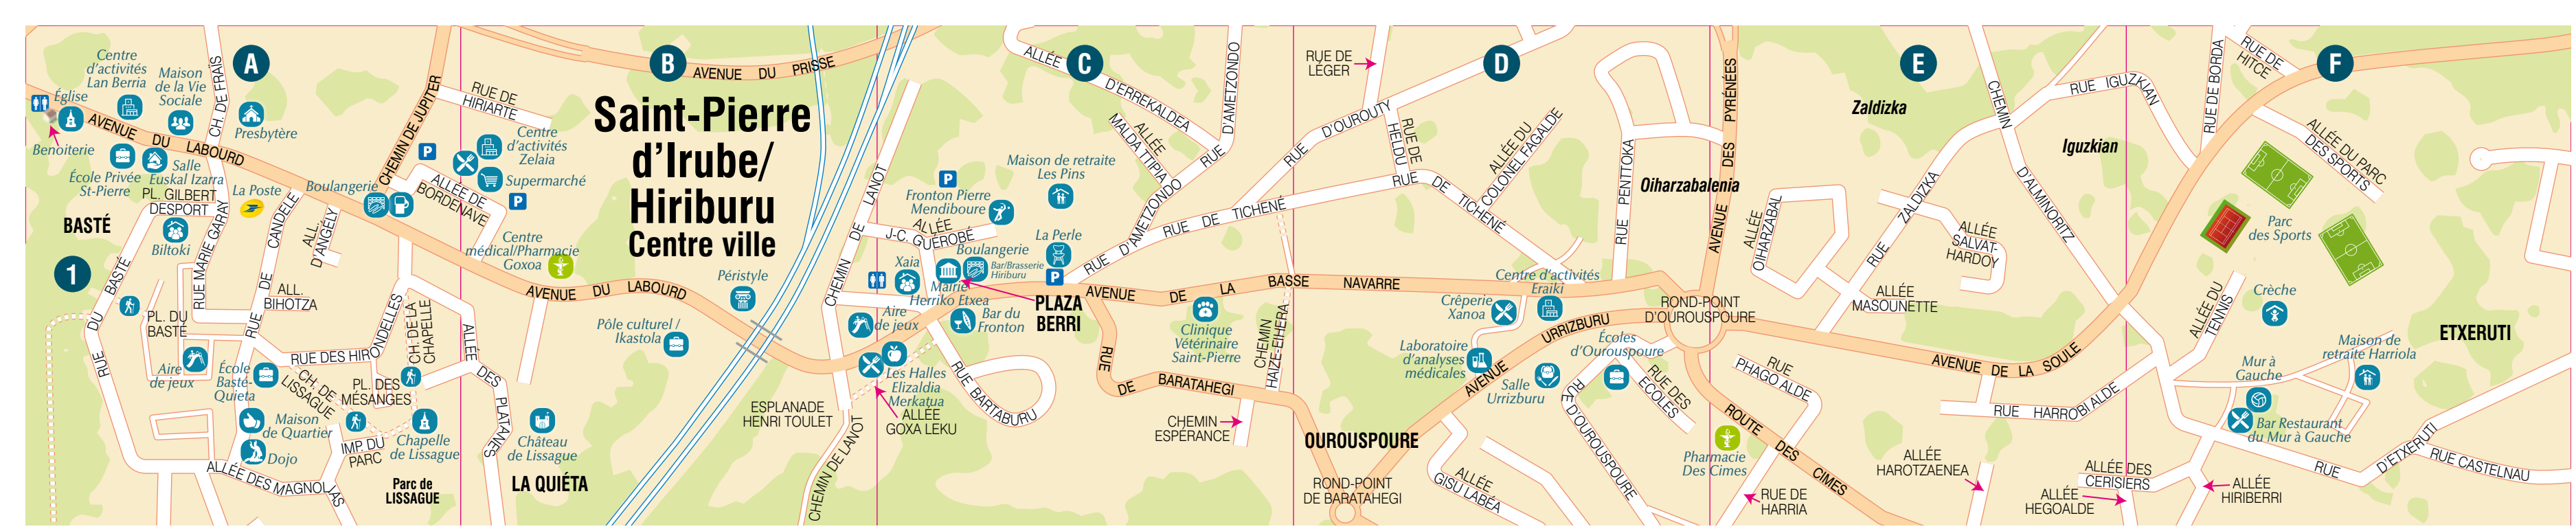 A
B
C
D
E
F
1
Saint-Pierre
d'Irube/
Hiriburu
Centre ville
Centre
d'activités
Lan Berria
Maison
de la Vie
Sociale
CH. DE FRAÏS
Église
Benoiterie
AVENUE DU LABOURD
Presbytère
École Privée
St-Pierre
Salle
Euskal Izarra
PL. GILBERT
DESPORT
La Poste
BASTÉ
Biltoki
RUE MARIE GARAY
RUE DE CANDELE
ALL.
D'ANGÉLY
RUE DU BASTÉ
PL. DU
BASTÉ
ALL.
BIHOTZA
Aire
de jeux
École
Basté-
Quieta
RUE DES HIRONDELLES
CH. DE LA
CHAPELLE
CH. DE
LISSAGUE
PL. DES
MÉSANGES
Maison
de Quartier
Dojo
IMP. DU
PARC
Chapelle
de Lissague
ALLÉE DES MAGNOLIAS
Parc de
LISSAGUE
CHEMIN DE JUPITER
Boulangerie
P
RUE DE
HIRIARTE
Centre
d'activités
Zelaia
Supermarché
P
ALLÉE DE
BORDENAVE
Centre
médical/Pharmacie
Goxoa
AVENUE DU LABOURD
ALLÉE DES PLATANES
Château
de Lissague
LA QUIÉTA
AVENUE DU PRISSE
Péristyle
Pôle culturel /
Ikastola
CHEMIN DE LANOT
ESPLANADE
HENRI TOULET
CHEMIN DE LANOT
P
Fronton Pierre
Mendiboure
ALLÉE
J-C. GUÉROBÉ
Xaia
Boulangerie
Bar/Brasserie
Hiriburu
Mairie
Herriko Etxea
Aire
de jeux
Bar du
Fronton
Les Halles
Elizaldia
Merkatua
ALLÉE
GOXA LEKU
RUE BARTABURU
PLAZA
BERRI
La Perle
P
Maison de retraite
Les Pins
ALLÉE D'ERREKALDEA
ALLÉE
MALDA TTIPIA
RUE D'AMETZONDO
RUE D'AMETZONDO
RUE DE TICHENÉ
AVENUE DE LA BASSE NAVARRE
Clinique
Vétérinaire
Saint-Pierre
CHEMIN
HAIZE-ELIHERA
RUE DE BARATAHEGI
CHEMIN
ESPÉRANCE
RUE DE
LÉGER
RUE D'OUROUTY
RUE DE
HELDU
ALLÉE DU
COLONEL FAGALDE
RUE DE TICHENÉ
RUE PENTTOKA
AVENUE DES PYRÉNÉES
Oiharzabalenia
Centre d'activités
Eraiki
Crêperie
Xanoa
ROND-POINT
D'OUROUSPOURE
AVENUE URRIZBURU
Laboratoire
d'analyses
médicales
Écoles
d'Ourouspoure
Salle
Urrizburu
RUE D'OUROUSPOURE
RUE DES
ECOLES
OUROUSPOURE
ROND-POINT
DE BARATAHEGI
ALLÉE
GISU LABÉA
Pharmacie
Des Cimes
RUE
PHAGO ALDE
ROUTE DES CIMES
RUE DE
HARRIA
Zaldizka
CHEMIN D'ALMINORITZ
RUE IGUZKIAN
Iguzkian
ALLÉE
OIHARZABAL
RUE ZALDIZKA
ALLÉE
SALVAT-
HARDOY
ALLÉE
MASOUNETTE
AVENUE DE LA SOULE
RUE HARROBI ALDE
ALLÉE
HAROTZAENEA
ALLÉE DES
CERISIERS
ALLÉE
HEGOALDE
ALLÉE
HIRIBERRI
RUE DE BORDA
RUE DE
HITCE
ALLÉE DU PARC
DES SPORTS
Parc
des Sports
ALLÉE DU
TENNIS
Crèche
Maison de
retraite Harriola
ETXERUTI
Mur à
Gauche
Bar Restaurant
du Mur à Gauche
RUE D'ETXERUTI
RUE CASTELNAU